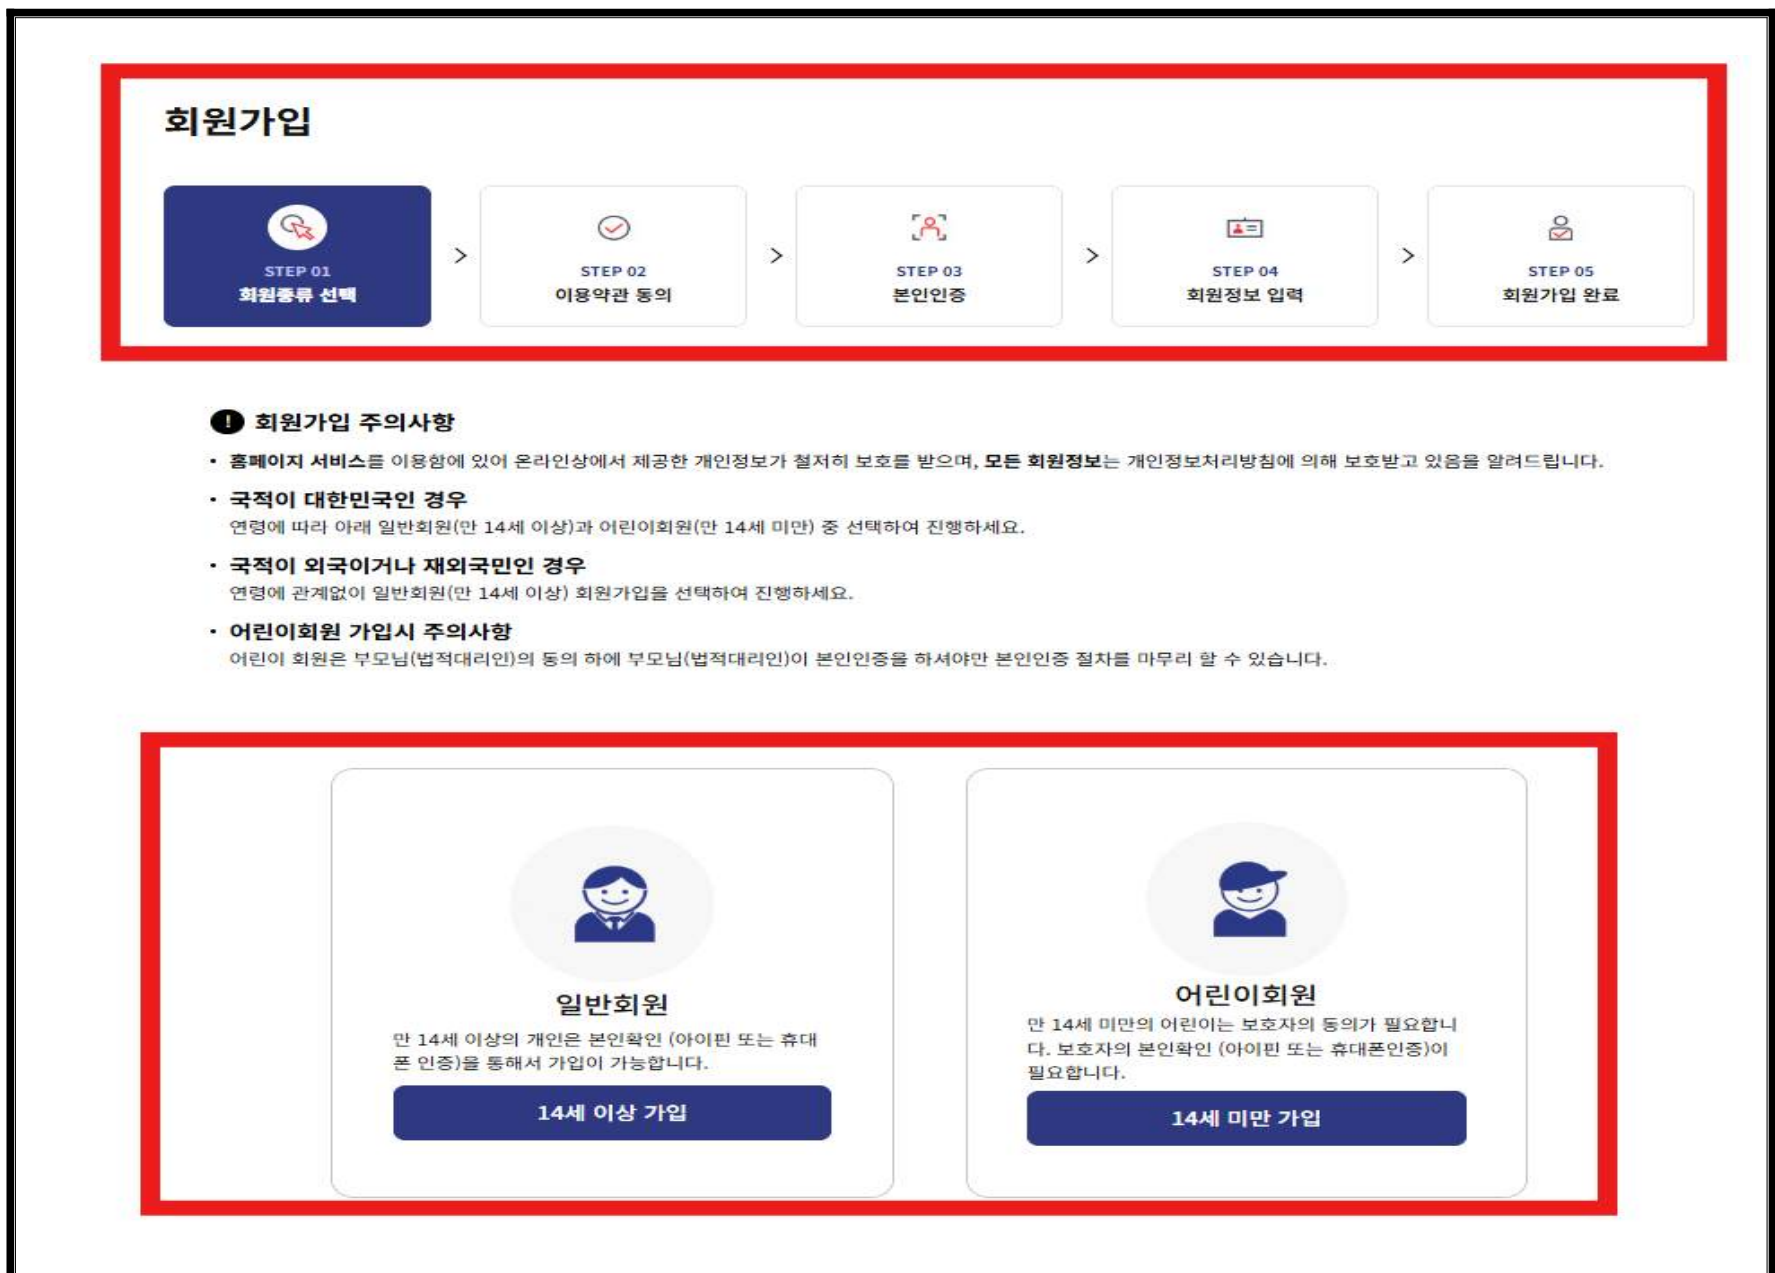 회원가입
STEP 01
회원종류 선택
>
STEP 02
이용약관 동의
>
STEP 03
본인인증
>
STEP 04
회원정보 입력
>
STEP 05
회원가입 완료
! 회원가입 주의사항
• 홈페이지 서비스를 이용함에 있어 온라인상에서 제공한 개인정보가 철저히 보호를 받으며, 모든 회원정보는 개인정보처리방침에 의해 보호받고 있음을 알려드립니다.
• 국적이 대한민국인 경우
연령에 따라 아래 일반회원(만 14세 이상)과 어린이회원(만 14세 미만) 중 선택하여 진행하세요.
• 국적이 외국이거나 재외국민인 경우
연령에 관계없이 일반회원(만 14세 이상) 회원가입을 선택하여 진행하세요.
• 어린이회원 가입시 주의사항
어린이 회원은 부모님(법적대리인)의 동의 하에 부모님(법적대리인)이 본인인증을 하셔야만 본인인증 절차를 마무리 할 수 있습니다.
일반회원
만 14세 이상의 개인은 본인확인 (아이핀 또는 휴대
폰 인증)을 통해서 가입이 가능합니다.
14세 이상 가입
어린이회원
만 14세 미만의 어린이는 보호자의 동의가 필요합니
다. 보호자의 본인확인 (아이핀 또는 휴대폰인증)이
필요합니다.
14세 미만 가입